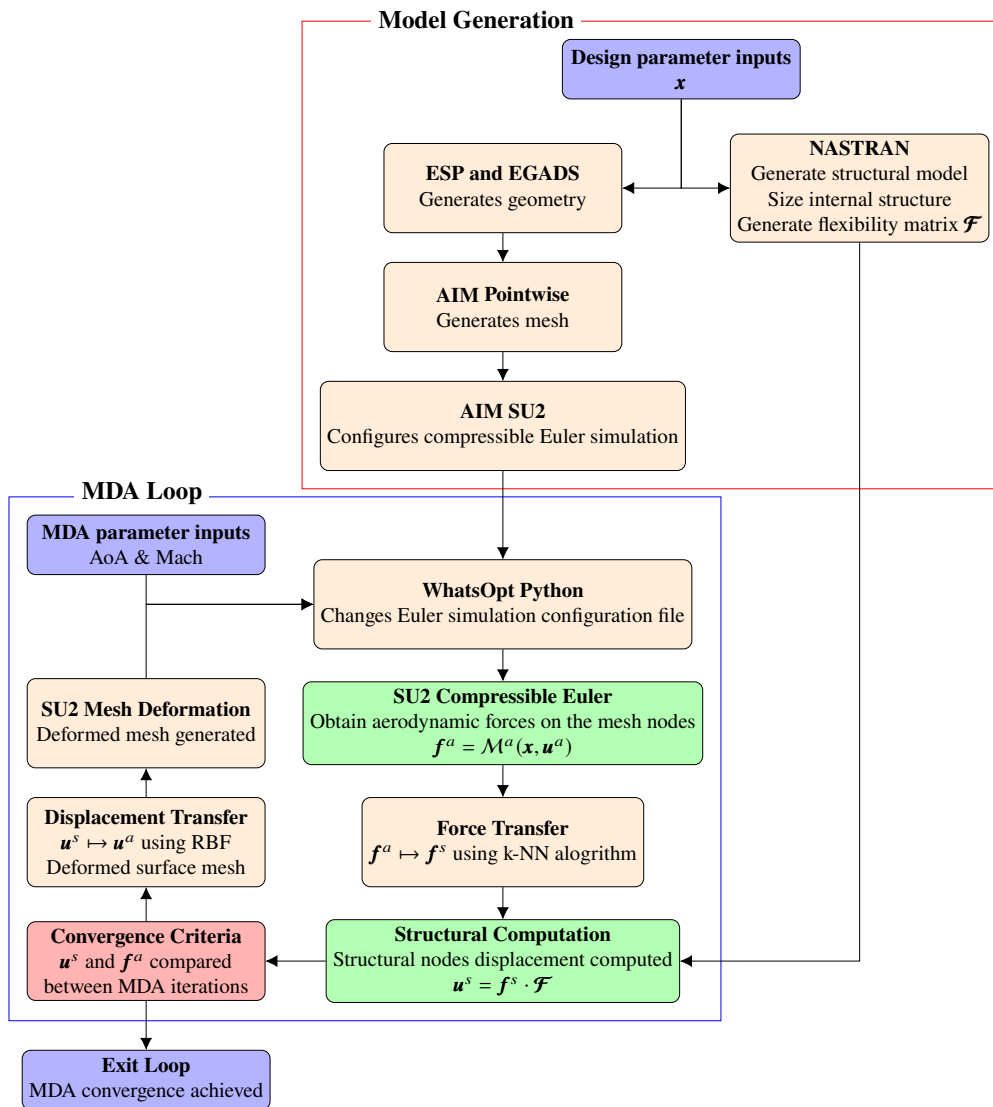 Model Generation
Design parameter inputs
x
NASTRAN
Generate structural model
Size internal structure
Generate flexibility matrix 𝓕
ESP and EGADS
Generates geometry
AIM Pointwise
Generates mesh
AIM SU2
Configures compressible Euler simulation
MDA Loop
MDA parameter inputs
AoA & Mach
WhatsOpt Python
Changes Euler simulation configuration file
SU2 Compressible Euler
Obtain aerodynamic forces on the mesh nodes
f^a = M^a(x, u^a)
SU2 Mesh Deformation
Deformed mesh generated
Displacement Transfer
u^s ↦ u^a using RBF
Deformed surface mesh
Force Transfer
f^a ↦ f^s using k-NN alogrithm
Convergence Criteria
u^s and f^a compared
between MDA iterations
Structural Computation
Structural nodes displacement computed
u^s = f^s · 𝓕
Exit Loop
MDA convergence achieved